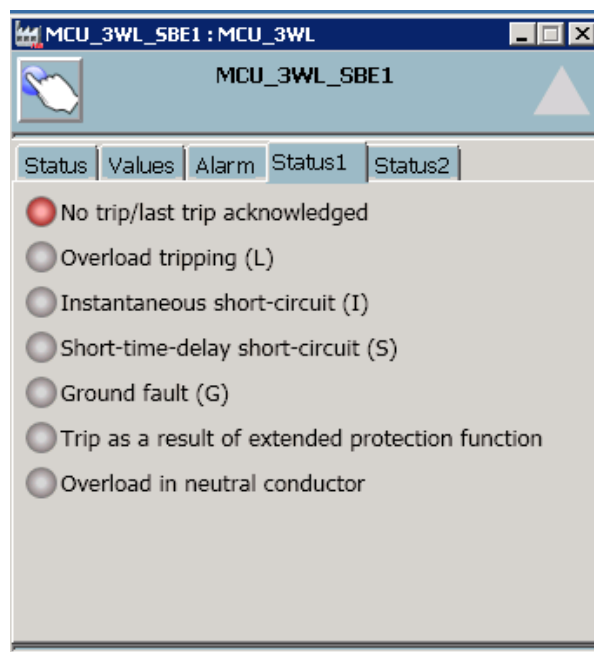 MCU_3WL_SBE1 : MCU_3WL
MCU_3WL_SBE1
Status Values Alarm Status1 Status2
No trip/last trip acknowledged
Overload tripping (L)
Instantaneous short-circuit (I)
Short-time-delay short-circuit (S)
Ground fault (G)
Trip as a result of extended protection function
Overload in neutral conductor